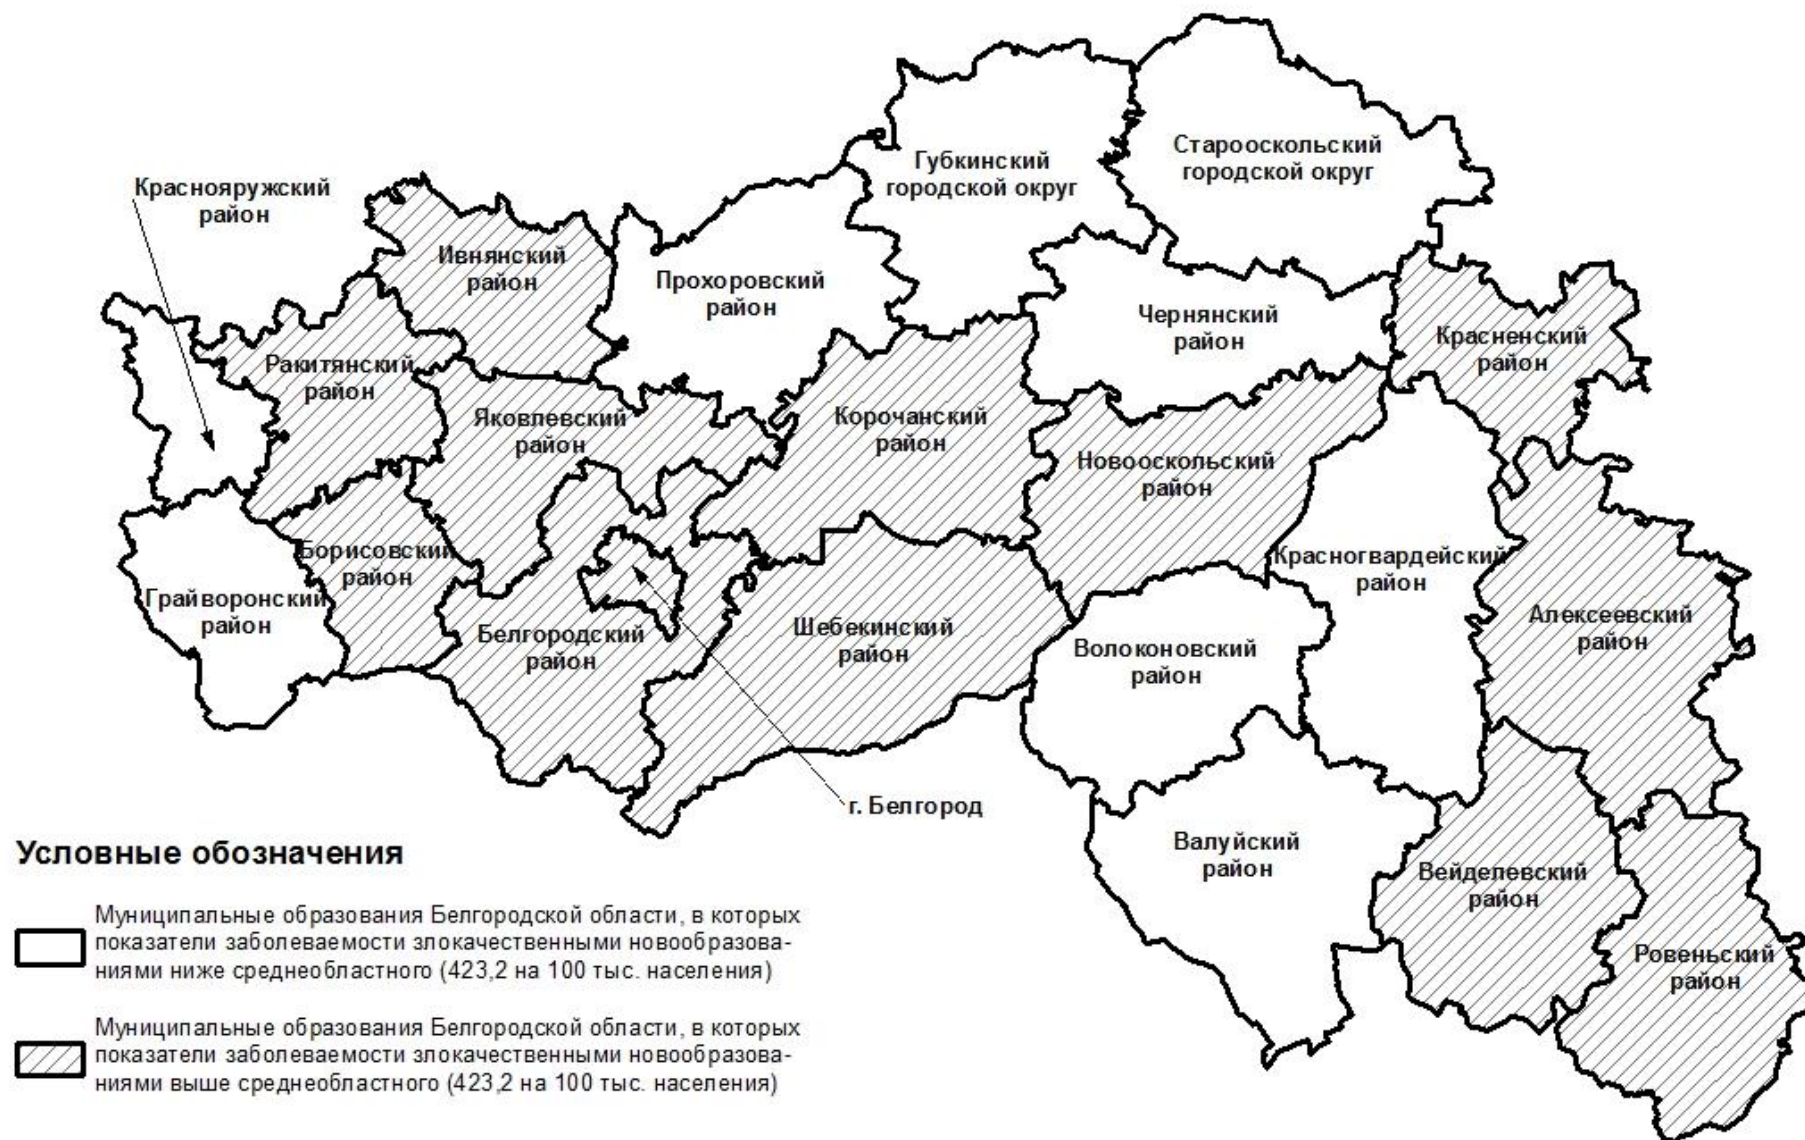 Старооскольский
городской округ
Губкинский
городской округ
Краснояружский
район
Ивнянский
район
Прохоровский
район
Чернянский
район
Красненский
район
Ракитянский
район
Яковлевский
район
Корочанский
район
Новооскольский
район
Борисовский
район
Красногвардейский
район
Грайворонский
район
Белгородский
район
Шебекинский
район
Волоконовский
район
Алексеевский
район
г. Белгород
Валуйский
район
Вейделевский
район
Ровеньский
район
Условные обозначения
Муниципальные образования Белгородской области, в которых
показатели заболеваемости злокачественными новообразова-
ниями ниже среднеобластного (423,2 на 100 тыс. населения)
Муниципальные образования Белгородской области, в которых
показатели заболеваемости злокачественными новообразова-
ниями выше среднеобластного (423,2 на 100 тыс. населения)